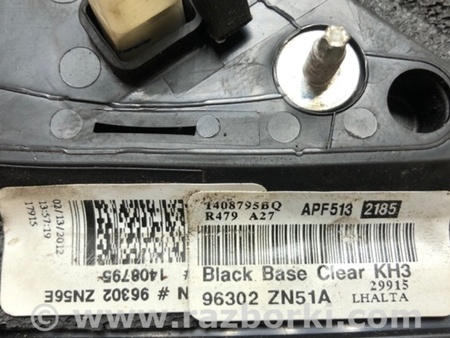 02/13/2012
13:57:19
17915
N # 96302 ZN56E
# 1408795
1408795BQ
R479 A27
APF513 2185
Black Base Clear KH3
29915
96302 ZN51A
LHALTA
© www.razborki.com